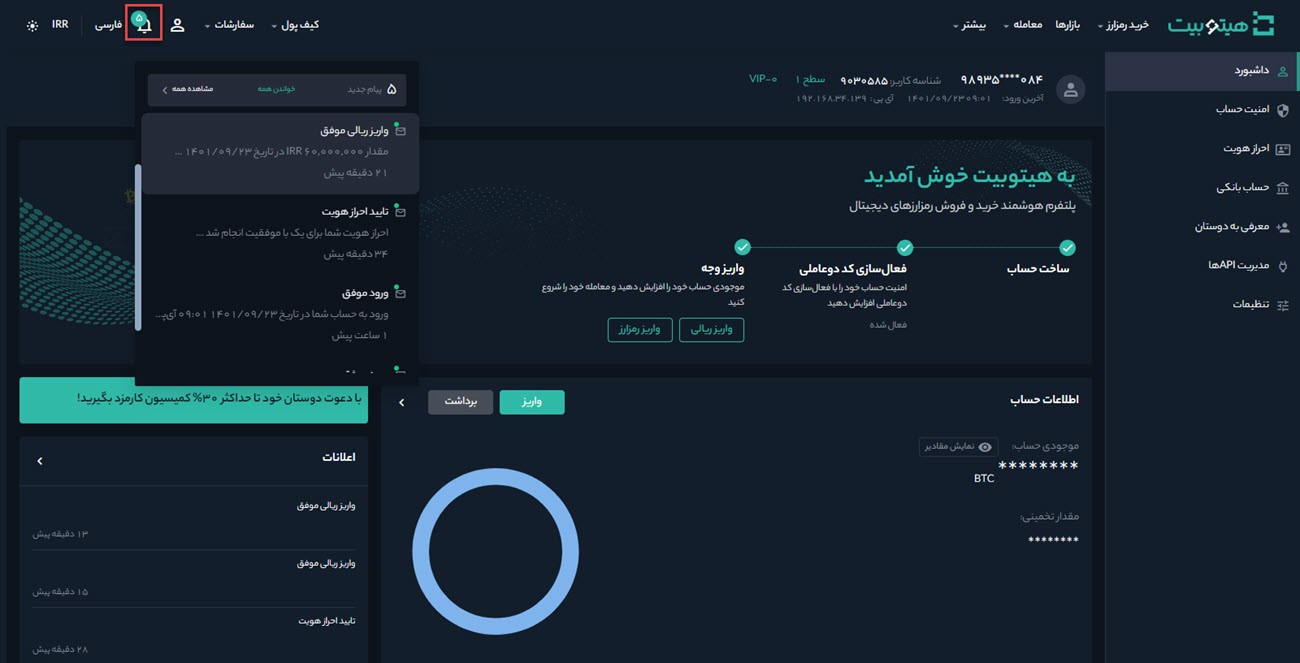 هیتوبیت
خرید رمزارز
بازارها
معامله
بیشتر
کیف پول
سفارشات
۵
فارسی
IRR
داشبورد
امنیت حساب
احراز هویت
حساب بانکی
معرفی به دوستان
مدیریت APIها
تنظیمات
۹۸۹۳۵****۰۸۴
شناسه کاربر: ۹۰۳۰۵۸۵
سطح ۱
VIP-۰
آخرین ورود: ۱۴۰۱/۰۹/۲۳ ۰۹:۰۱
آی‌پی: ۱۹۲.۱۶۸.۳۴.۱۳۹
۵ پیام جدید
خواندن همه
مشاهده همه
واریز ریالی موفق
مقدار ۶۰,۰۰۰,۰۰۰ IRR در تاریخ ۱۴۰۱/۰۹/۲۳ ...
۲۱ دقیقه پیش
تایید احراز هویت
احراز هویت شما برای یک با موفقیت انجام شد ...
۳۴ دقیقه پیش
ورود موفق
ورود به حساب شما در تاریخ ۱۴۰۱/۰۹/۲۳ ۰۹:۰۱ آی‌پ...
۱ ساعت پیش
به هیتوبیت خوش آمدید
پلتفرم هوشمند خرید و فروش رمزارزهای دیجیتال
ساخت حساب
فعال‌سازی کد دوعاملی
امنیت حساب خود را با فعال‌سازی کد
دوعاملی افزایش دهید
فعال شده
واریز وجه
موجودی حساب خود را افزایش دهید و معامله خود را شروع
کنید
واریز ریالی
واریز رمزارز
با دعوت دوستان خود تا حداکثر ۳۰% کمیسیون کارمزد بگیرید!
اطلاعات حساب
واریز
برداشت
موجودی حساب:
نمایش مقادیر
********
BTC
مقدار تخمینی:
********
اعلانات
واریز ریالی موفق
۱۳ دقیقه پیش
واریز ریالی موفق
۱۵ دقیقه پیش
تایید احراز هویت
۲۸ دقیقه پیش